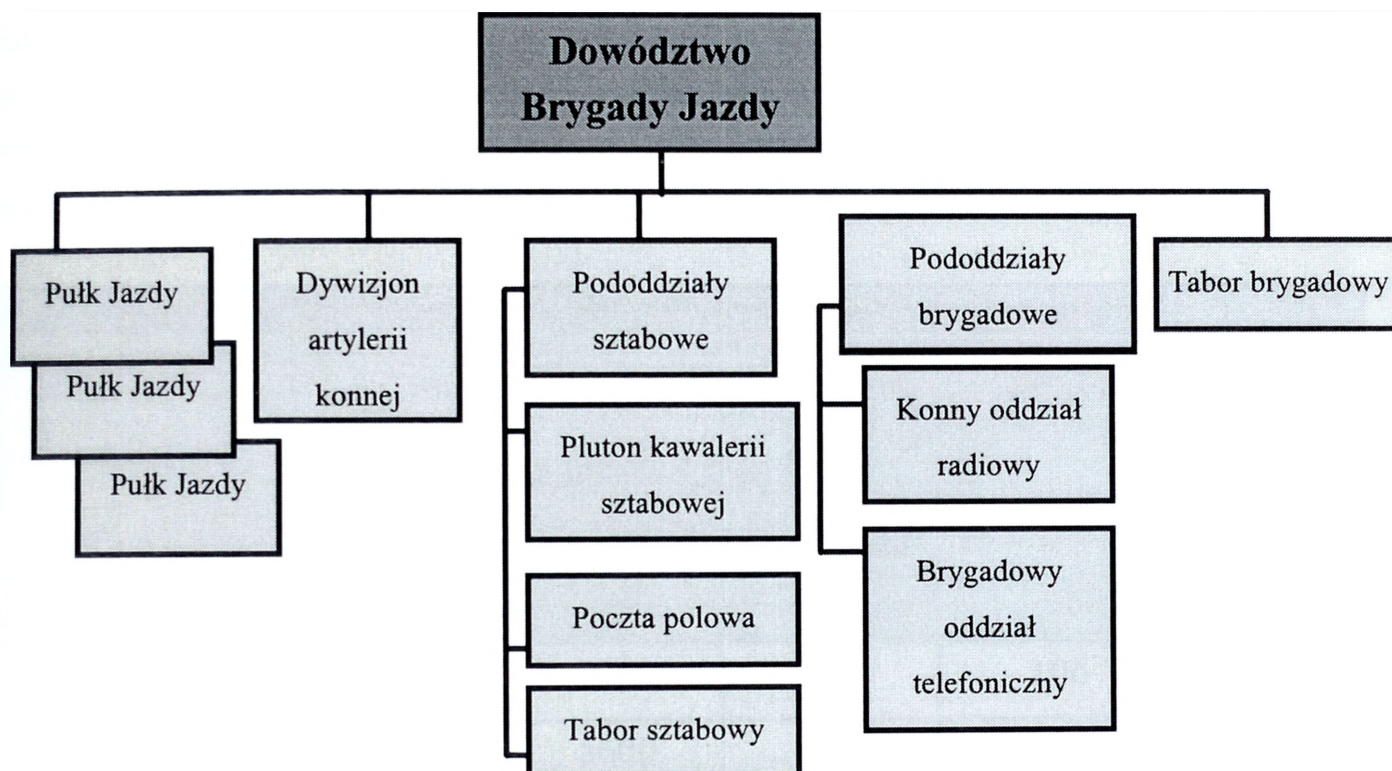 Dowództwo
Brygady Jazdy
Pułk Jazdy
Pułk Jazdy
Pułk Jazdy
Dywizjon
artylerii
konnej
Pododdziały
sztabowe
Pluton kawalerii
sztabowej
Poczta polowa
Tabor sztabowy
Pododdziały
brygadowe
Konny oddział
radiowy
Brygadowy
oddział
telefoniczny
Tabor brygadowy